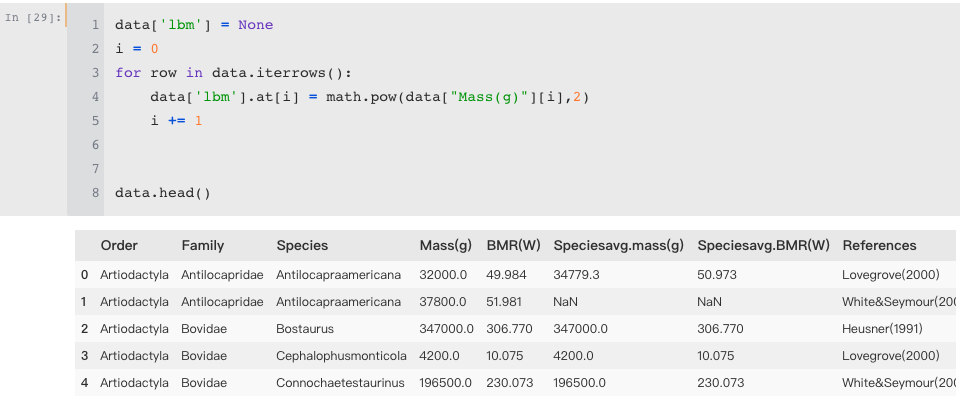 In [29]:
1 data['lbm'] = None
2 i = 0
3 for row in data.iterrows():
4     data['lbm'].at[i] = math.pow(data["Mass(g)"][i],2)
5     i += 1
6
7
8 data.head()
Order Family Species Mass(g) BMR(W) Speciesavg.mass(g) Speciesavg.BMR(W) References
0 Artiodactyla Antilocapridae Antilocapraamericana 32000.0 49.984 34779.3 50.973 Lovegrove(2000)
1 Artiodactyla Antilocapridae Antilocapraamericana 37800.0 51.981 NaN NaN White&Seymour(200
2 Artiodactyla Bovidae Bostaurus 347000.0 306.770 347000.0 306.770 Heusner(1991)
3 Artiodactyla Bovidae Cephalophusmonticola 4200.0 10.075 4200.0 10.075 Lovegrove(2000)
4 Artiodactyla Bovidae Connochaetestaurinus 196500.0 230.073 196500.0 230.073 White&Seymour(200